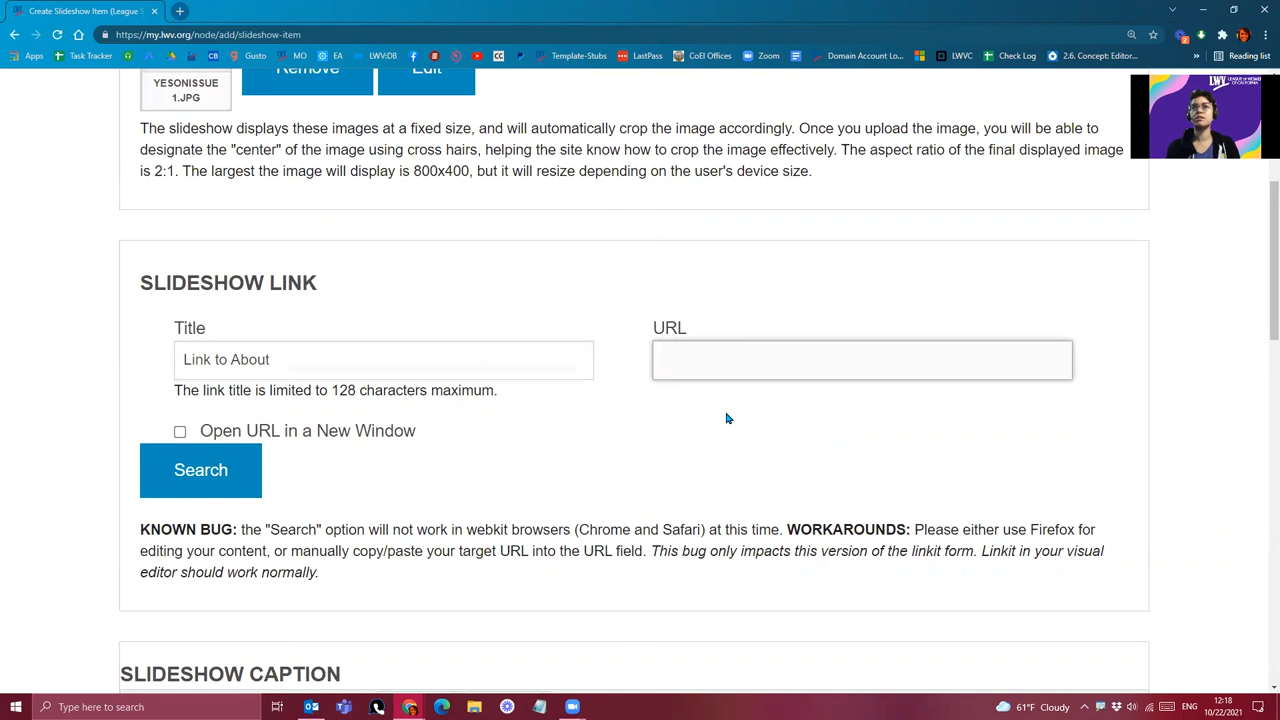 Create Slideshow Item (League S
https://my.lwv.org/node/add/slideshow-item
Apps Task Tracker CB Gusto MO EA LWV:DB Template-Stubs LastPass CoEI Offices Zoom Domain Account Lo... LWVC Check Log 2.6. Concept: Editor... » Reading list
YESONISSUE
1.JPG
Remove Edit
The slideshow displays these images at a fixed size, and will automatically crop the image accordingly. Once you upload the image, you will be able to
designate the "center" of the image using cross hairs, helping the site know how to crop the image effectively. The aspect ratio of the final displayed image
is 2:1. The largest the image will display is 800x400, but it will resize depending on the user's device size.
SLIDESHOW LINK
Title URL
Link to About
The link title is limited to 128 characters maximum.
Open URL in a New Window
Search
KNOWN BUG: the "Search" option will not work in webkit browsers (Chrome and Safari) at this time. WORKAROUNDS: Please either use Firefox for
editing your content, or manually copy/paste your target URL into the URL field. This bug only impacts this version of the linkit form. Linkit in your visual
editor should work normally.
SLIDESHOW CAPTION
Type here to search
61°F Cloudy
ENG
12:18
10/22/2021